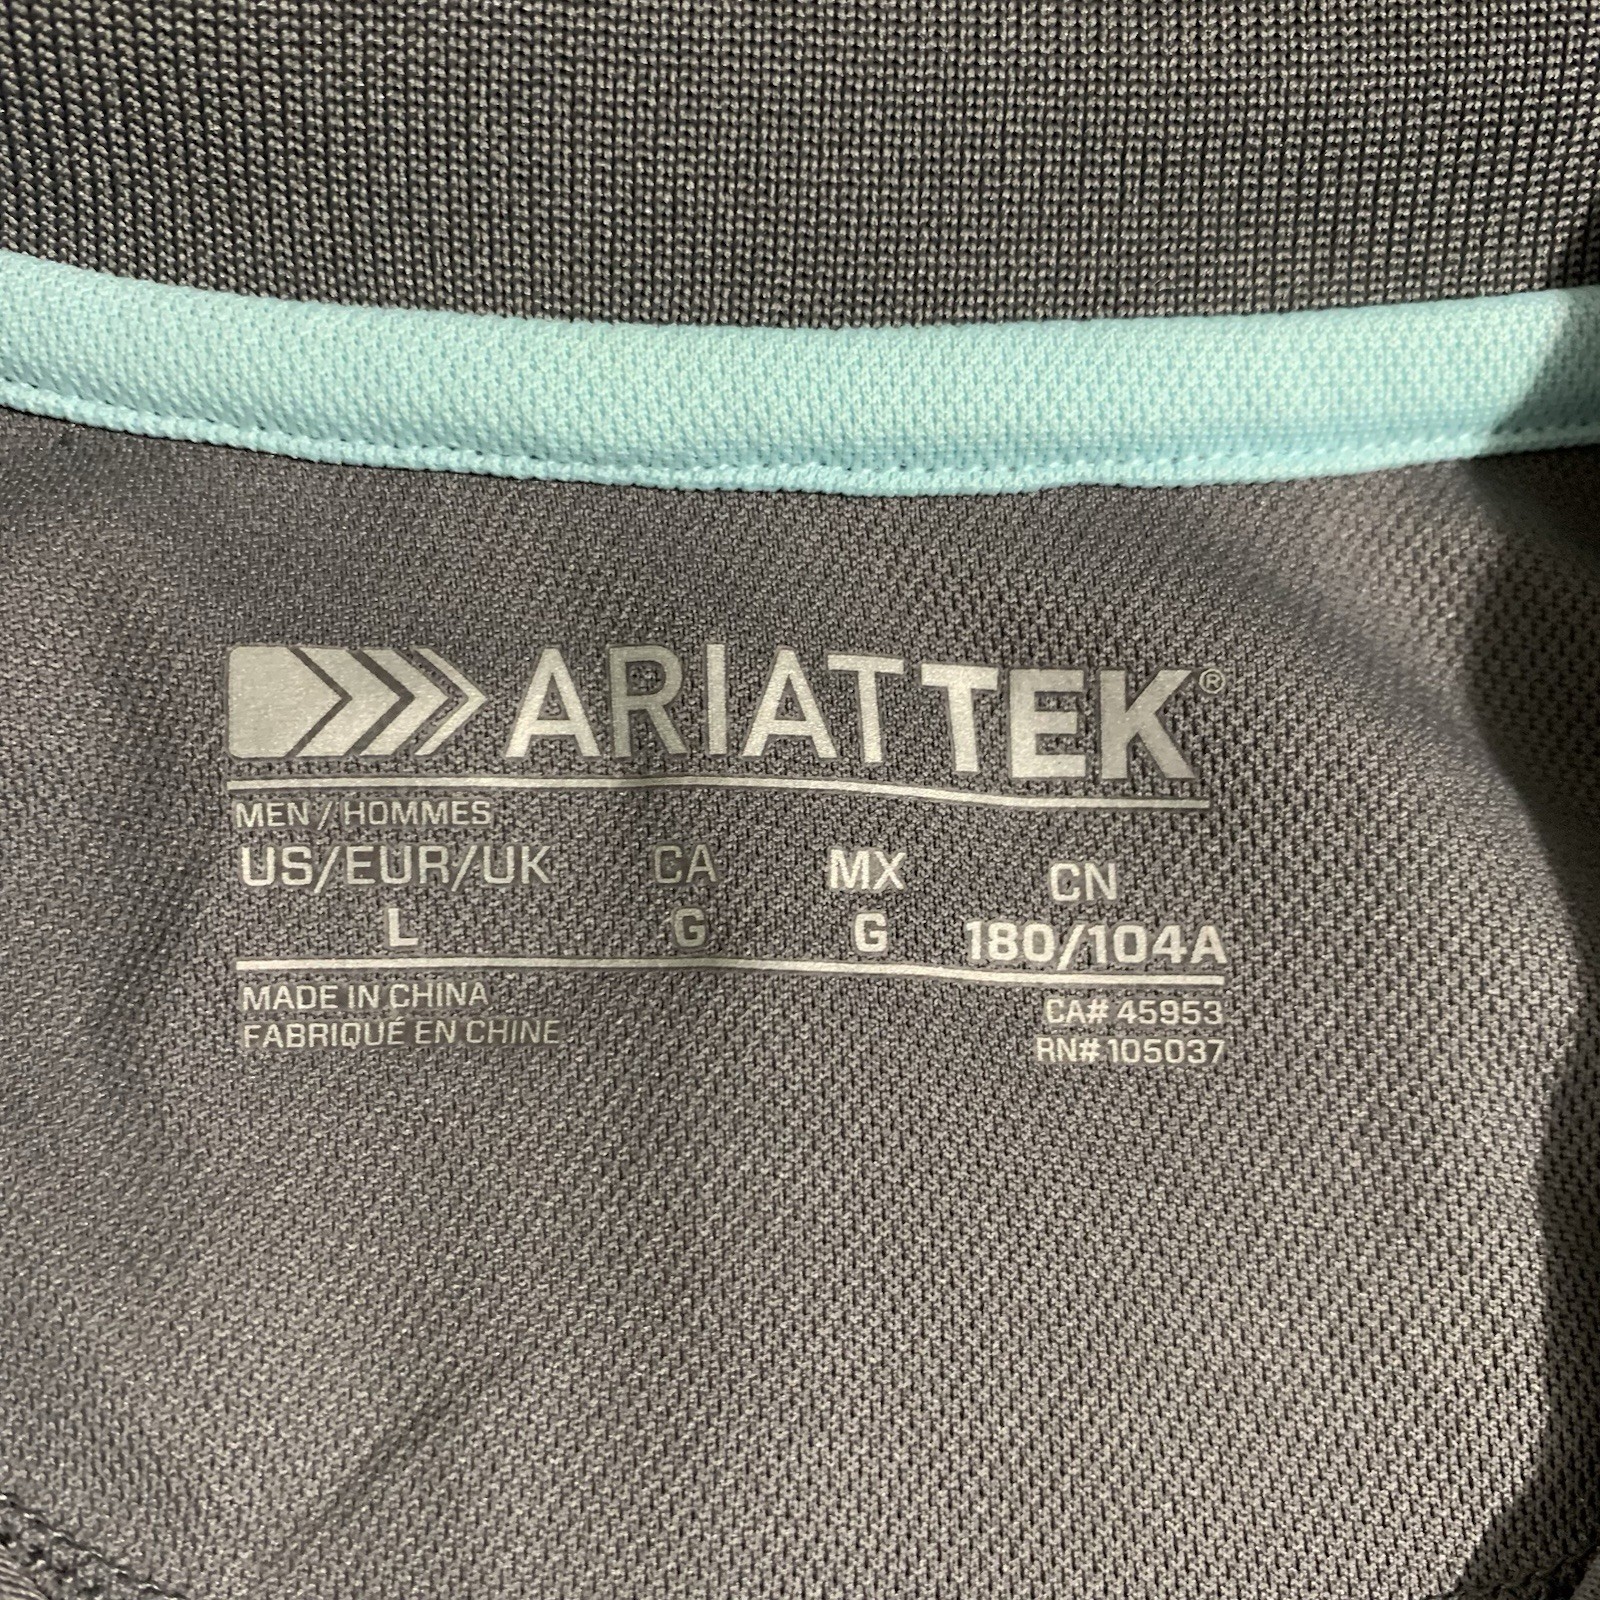 ARIATTEK®
MEN / HOMMES
US/EUR/UK CA MX CN
L G G 180/104A
MADE IN CHINA CA# 45953
FABRIQUÉ EN CHINE RN# 105037